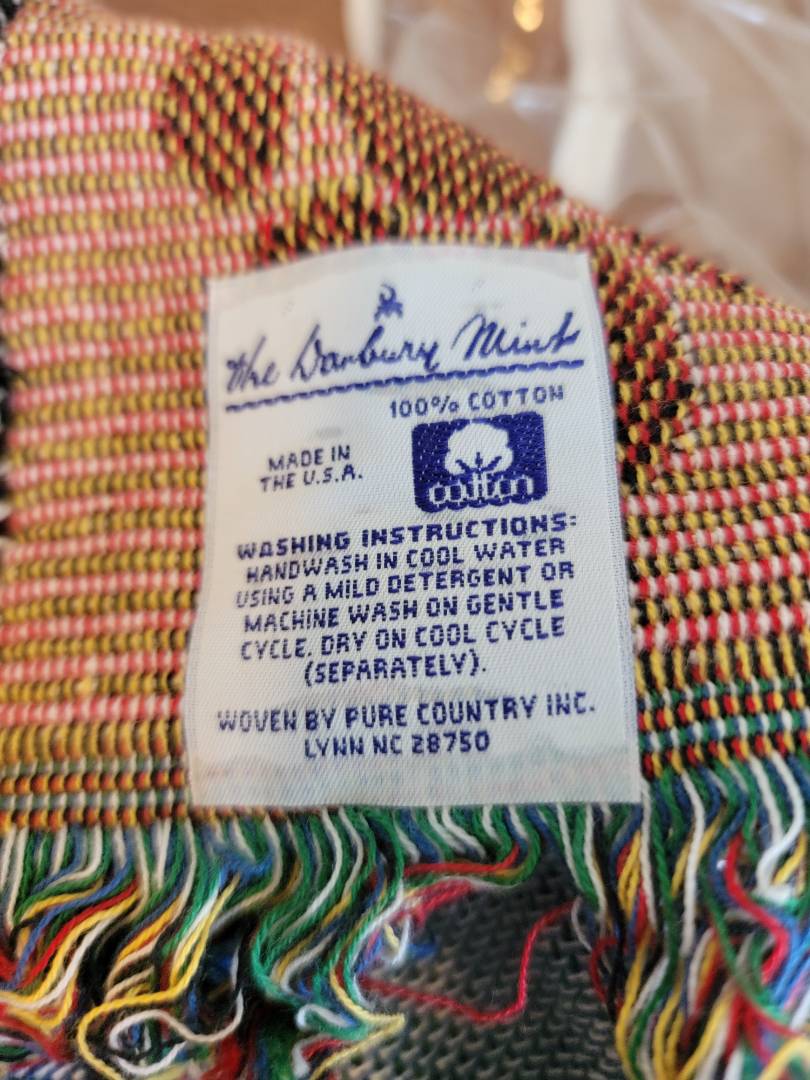 the Danbury Mint
100% COTTON
cotton
MADE IN
THE U.S.A.
WASHING INSTRUCTIONS:
HANDWASH IN COOL WATER
USING A MILD DETERGENT OR
MACHINE WASH ON GENTLE
CYCLE. DRY ON COOL CYCLE
(SEPARATELY).
WOVEN BY PURE COUNTRY INC.
LYNN NC 28750